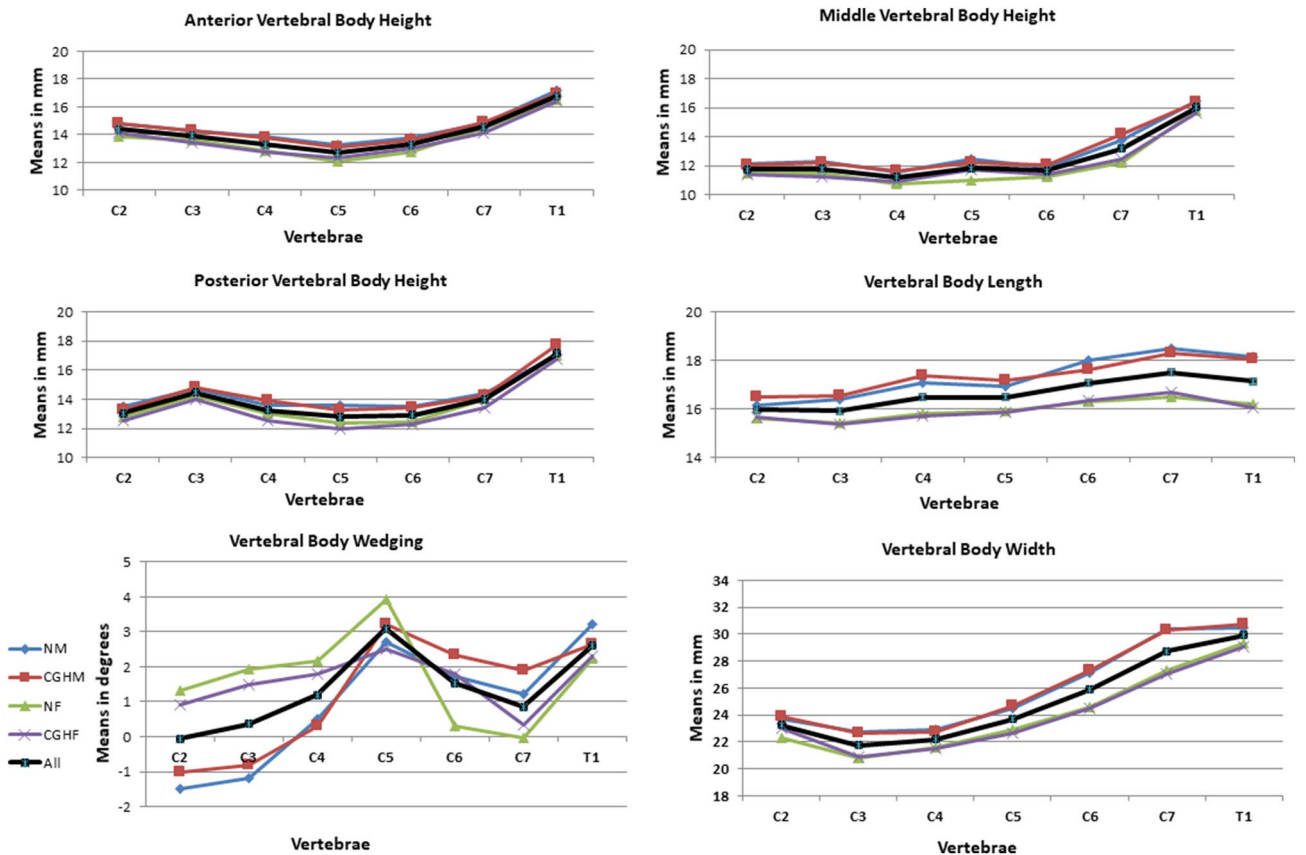 Anterior Vertebral Body Height
Means in mm
20
18
16
14
12
10
C2 C3 C4 C5 C6 C7 T1
Vertebrae
Middle Vertebral Body Height
Means in mm
20
18
16
14
12
10
C2 C3 C4 C5 C6 C7 T1
Vertebrae
Posterior Vertebral Body Height
Means in mm
20
18
16
14
12
10
C2 C3 C4 C5 C6 C7 T1
Vertebrae
Vertebral Body Length
Means in mm
20
18
16
14
C2 C3 C4 C5 C6 C7 T1
Vertebrae
Vertebral Body Wedging
Means in degrees
5
4
3
2
1
0
-1
-2
C2 C3 C4 C5 C6 C7 T1
Vertebrae
NM
CGHM
NF
CGHF
All
Vertebral Body Width
Means in mm
34
32
30
28
26
24
22
20
18
C2 C3 C4 C5 C6 C7 T1
Vertebrae